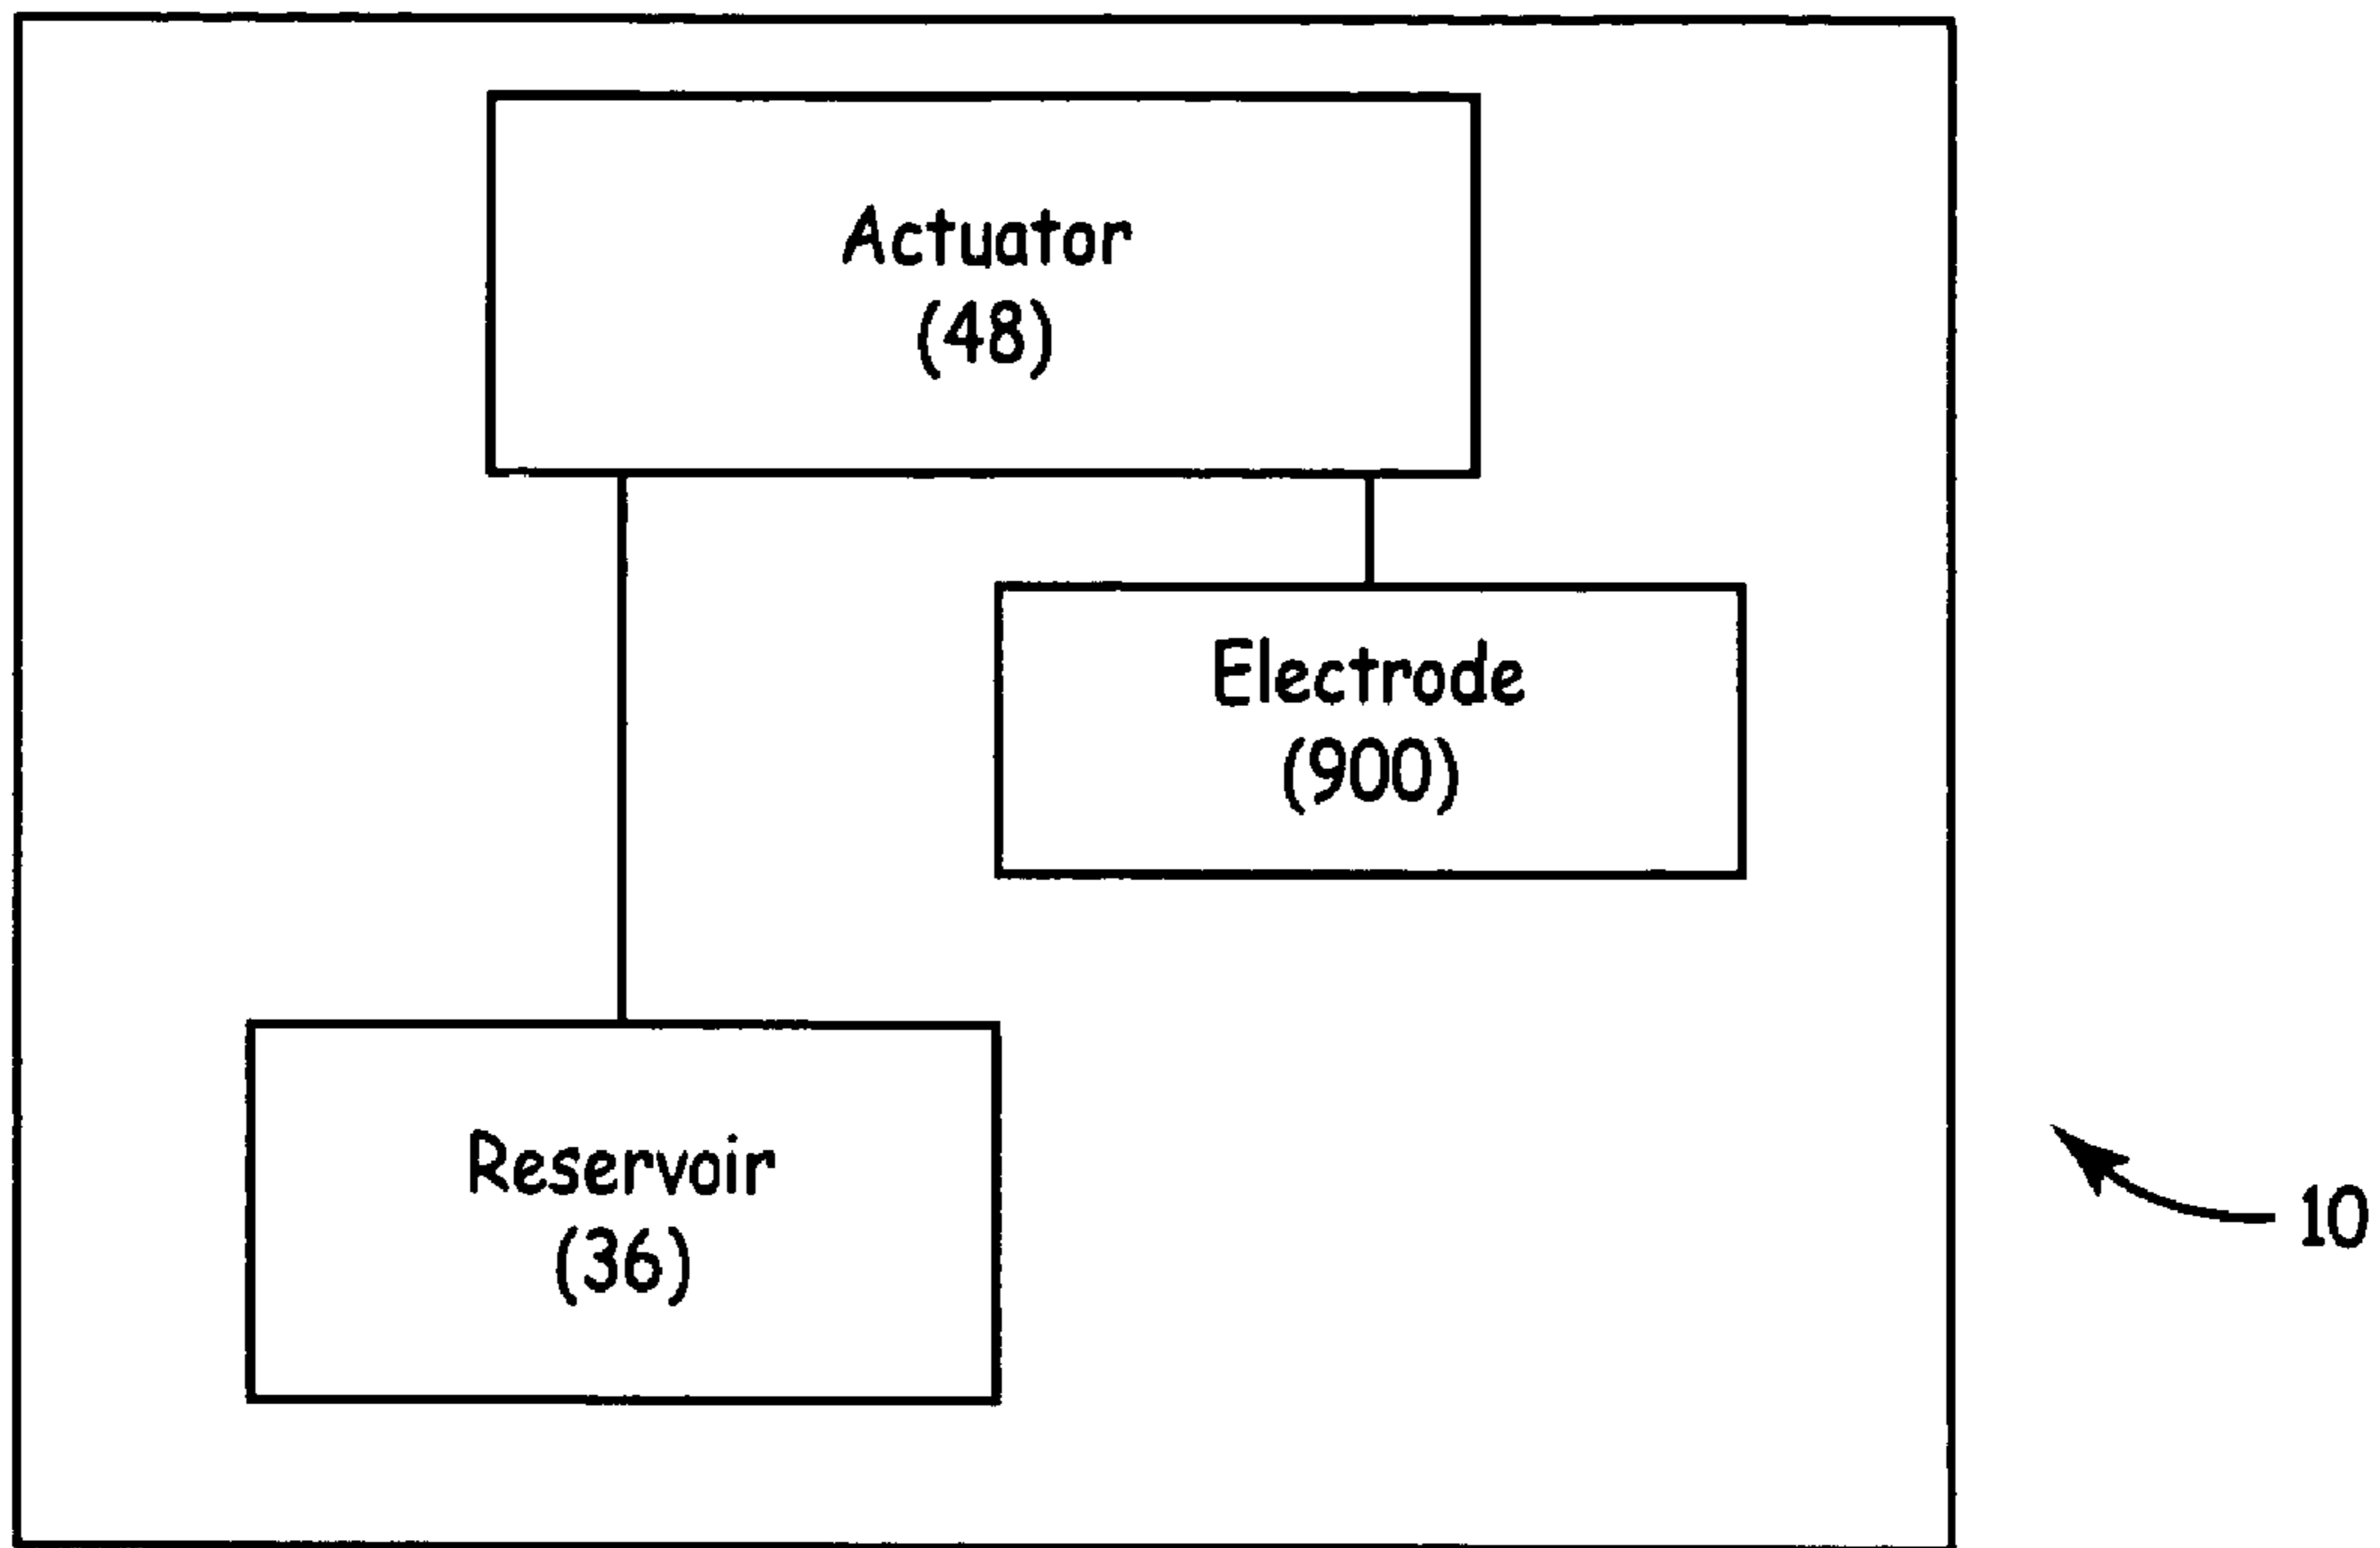 Actuator
(48)
Electrode
(900)
Reservoir
(36)
10